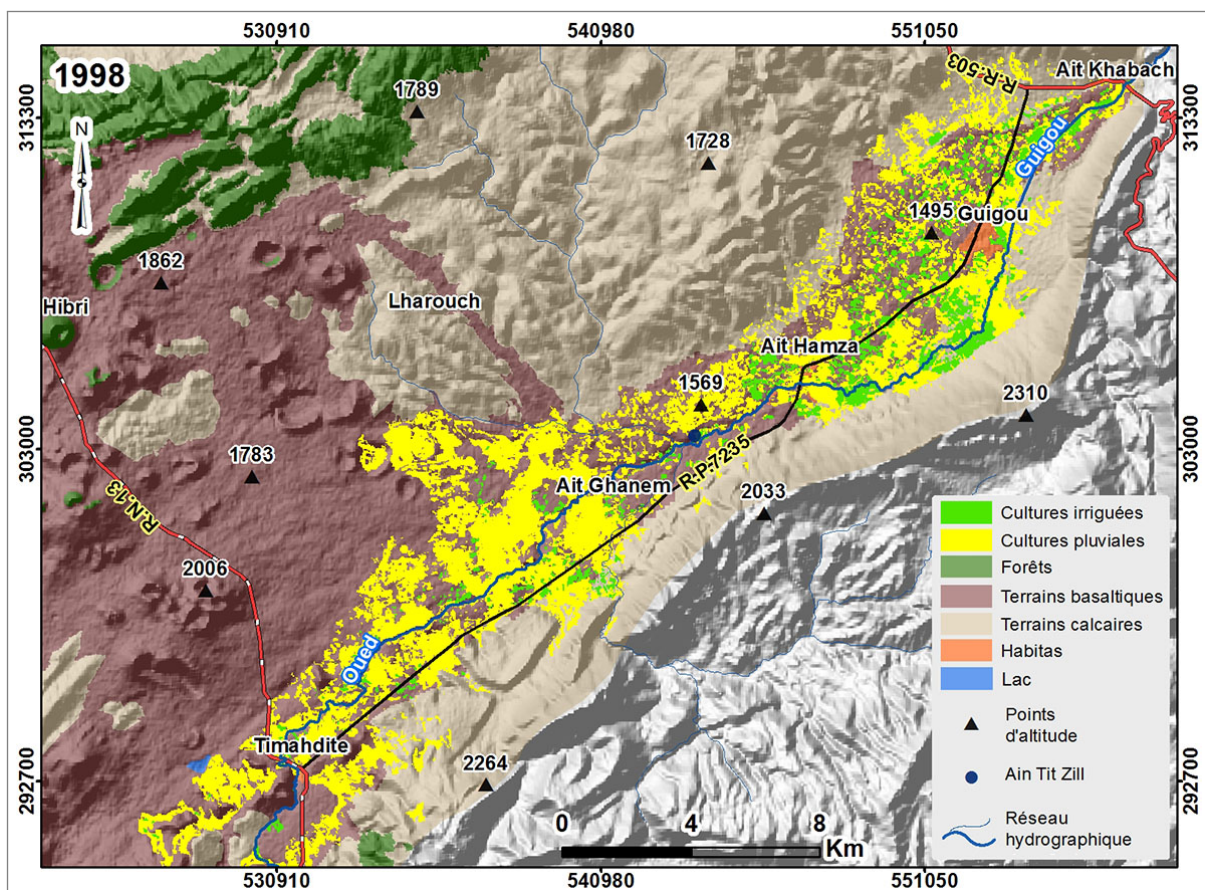 530910
540980
551050
1998
N
313300
313300
1789
1728
R.R.503
Ait Khabach
Guigou
1495
Guigou
1862
Hibri
Lharouch
Ait Hamza
1569
2310
303000
303000
1783
R.N.13
Ait Ghanem
R.P-7235
2033
2006
Oued
Timahdite
2264
292700
292700
Cultures irriguées
Cultures pluviales
Forêts
Terrains basaltiques
Terrains calcaires
Habitas
Lac
Points
d'altitude
Ain Tit Zill
Réseau
hydrographique
0
4
8
Km
530910
540980
551050